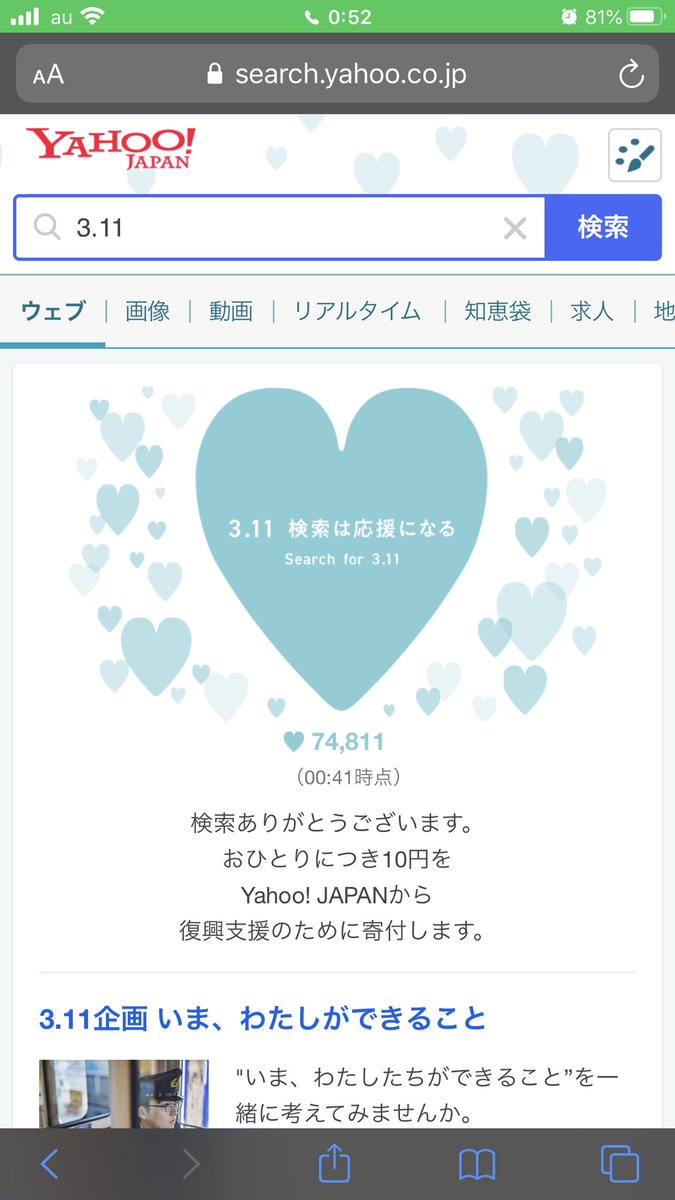 au 0:52 81%
AA search.yahoo.co.jp
YAHOO!
JAPAN
3.11 検索
ウェブ 画像 動画 リアルタイム 知恵袋 求人 地
3.11 検索は応援になる
Search for 3.11
74,811
（00:41時点）
検索ありがとうございます。
おひとりにつき10円を
Yahoo! JAPANから
復興支援のために寄付します。
3.11企画 いま、わたしができること
"いま、わたしたちができること”を一
緒に考えてみませんか。